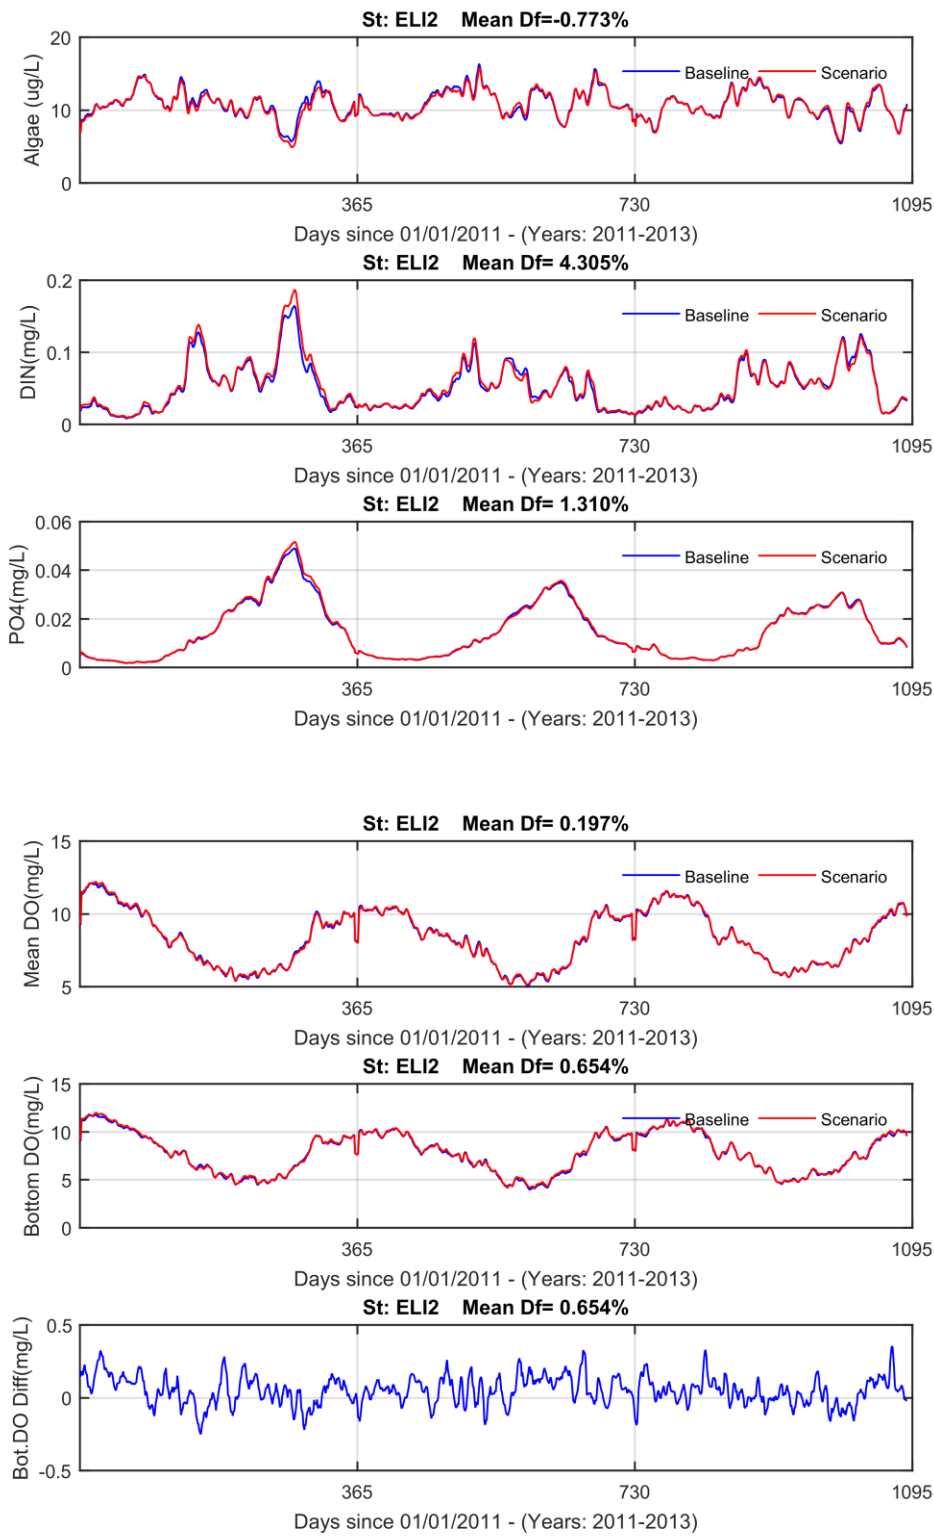 St: ELI2 Mean Df=-0.773%
20
10
0
Algae (ug/L)
Baseline Scenario
365 730 1095
Days since 01/01/2011 - (Years: 2011-2013)
St: ELI2 Mean Df= 4.305%
0.2
0.1
0
DIN(mg/L)
Baseline Scenario
365 730 1095
Days since 01/01/2011 - (Years: 2011-2013)
St: ELI2 Mean Df= 1.310%
0.06
0.04
0.02
0
PO4(mg/L)
Baseline Scenario
365 730 1095
Days since 01/01/2011 - (Years: 2011-2013)
St: ELI2 Mean Df= 0.197%
15
10
5
Mean DO(mg/L)
Baseline Scenario
365 730 1095
Days since 01/01/2011 - (Years: 2011-2013)
St: ELI2 Mean Df= 0.654%
15
10
5
0
Bottom DO(mg/L)
Baseline Scenario
365 730 1095
Days since 01/01/2011 - (Years: 2011-2013)
St: ELI2 Mean Df= 0.654%
0.5
0
-0.5
Bot.DO Diff(mg/L)
365 730 1095
Days since 01/01/2011 - (Years: 2011-2013)